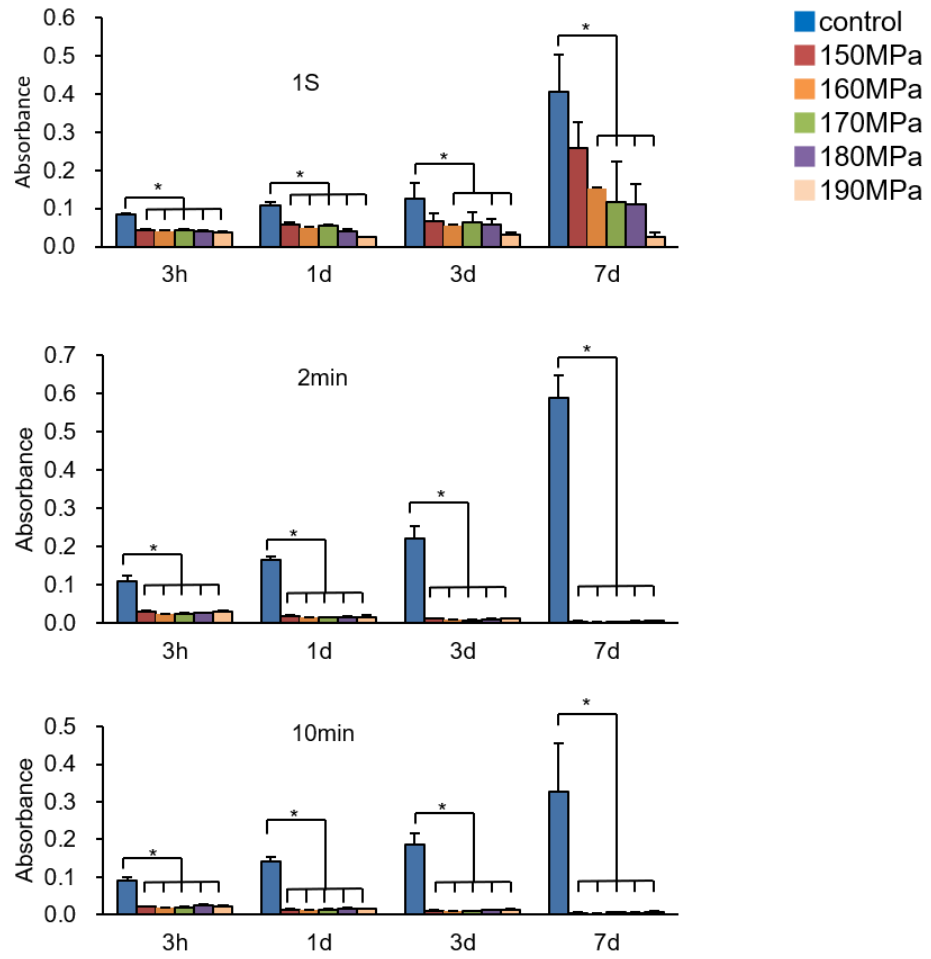 control
150MPa
160MPa
170MPa
180MPa
190MPa
Absorbance
0.6
0.5
0.4
0.3
0.2
0.1
0.0
1S
*
*
*
*
3h 1d 3d 7d
Absorbance
0.7
0.6
0.5
0.4
0.3
0.2
0.1
0.0
2min
*
*
*
*
3h 1d 3d 7d
Absorbance
0.5
0.4
0.3
0.2
0.1
0.0
10min
*
*
*
*
3h 1d 3d 7d